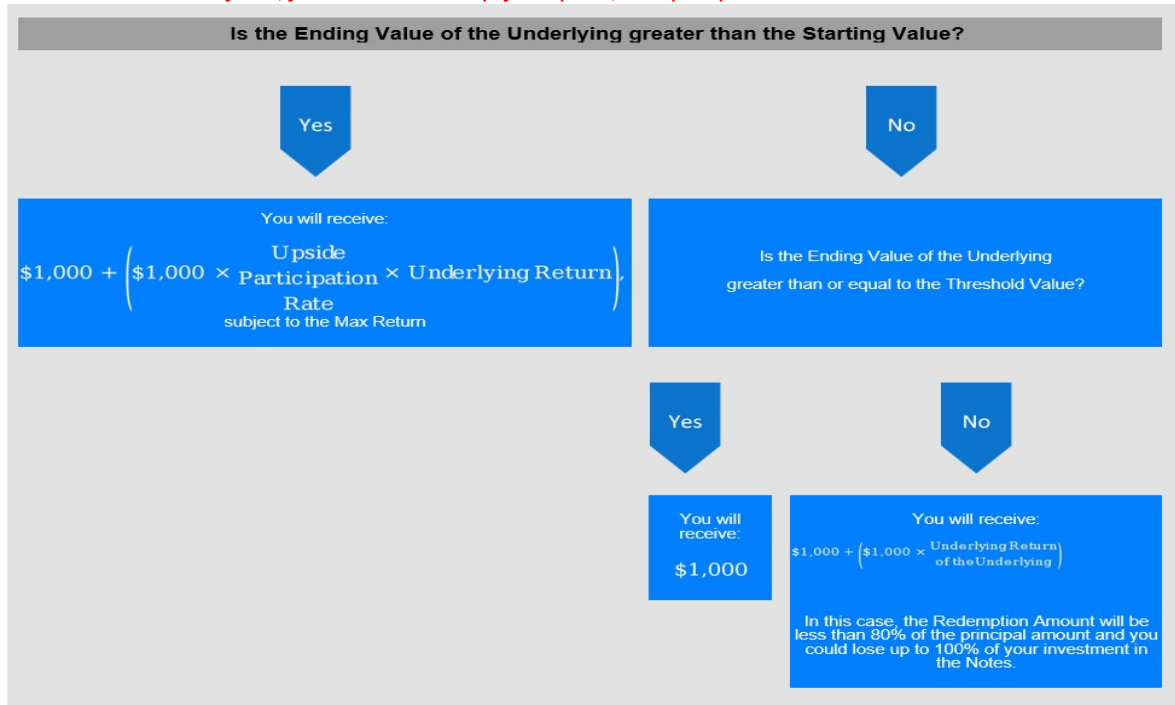 Is the Ending Value of the Underlying greater than the Starting Value?
Yes
No
You will receive:
$1,000 + ($1,000 × Upside Participation Rate × Underlying Return),
subject to the Max Return
Is the Ending Value of the Underlying
greater than or equal to the Threshold Value?
Yes
No
You will
receive:
$1,000
You will receive:
$1,000 + ($1,000 × Underlying Return of the Underlying)
In this case, the Redemption Amount will be
less than 80% of the principal amount and you
could lose up to 100% of your investment in
the Notes.